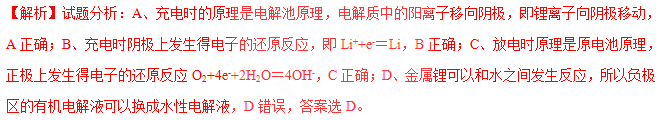 【解析】试题分析：A、充电时的原理是电解池原理，电解质中的阳离子移向阴极，即锂离子向阴极移动，
A 正确；B、充电时阴极上发生得电子的还原反应，即 Li⁺+e⁻＝Li，B 正确；C、放电时原理是原电池原理，
正极上发生得电子的还原反应 O₂+4e⁻+2H₂O＝4OH⁻，C 正确；D、金属锂可以和水之间发生反应，所以负极
区的有机电解液可以换成水性电解液，D 错误，答案选 D。